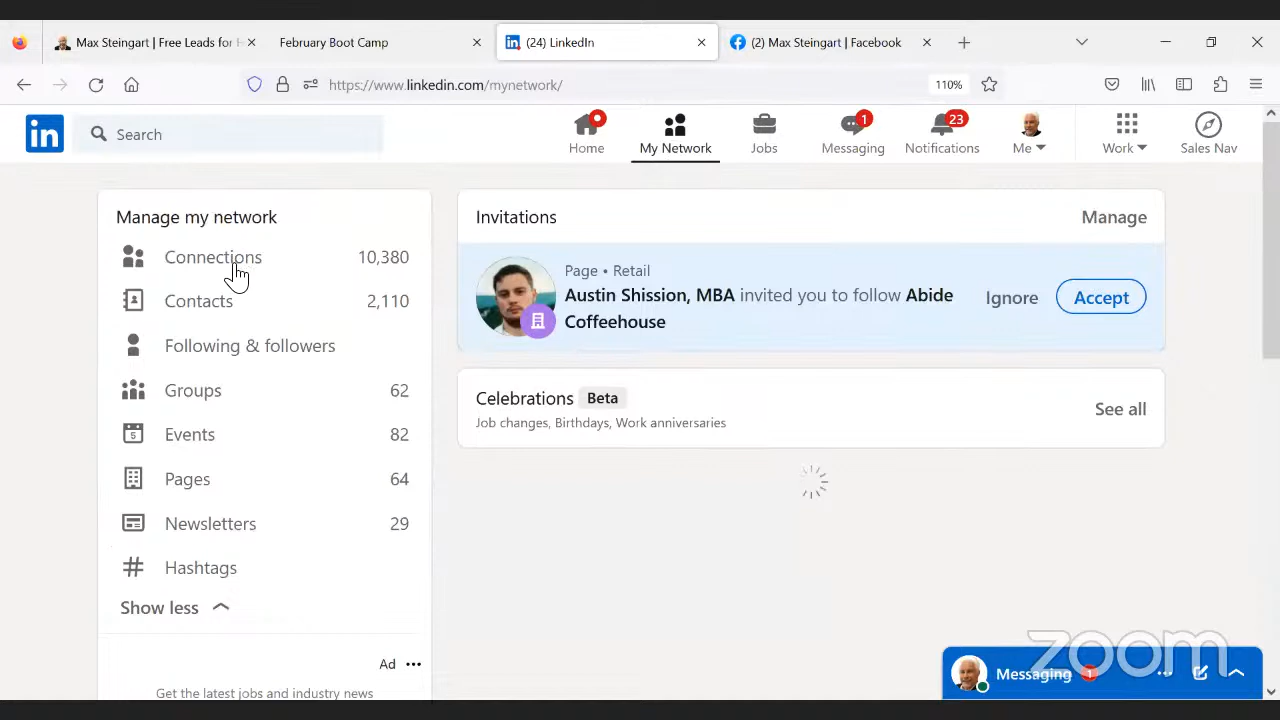 Max Steingart | Free Leads for H
February Boot Camp
(24) LinkedIn
(2) Max Steingart | Facebook
https://www.linkedin.com/mynetwork/
110%
in
Search
Home
My Network
Jobs
1
Messaging
23
Notifications
Me
Work
Sales Nav
Manage my network
Connections 10,380
Contacts 2,110
Following & followers
Groups 62
5
Events 82
Pages 64
Newsletters 29
Hashtags
Show less
Ad
Get the latest jobs and industry news
Invitations
Manage
Page • Retail
Austin Shission, MBA invited you to follow Abide
Coffeehouse
Ignore
Accept
Celebrations Beta
Job changes, Birthdays, Work anniversaries
See all
Messaging 1
zoom